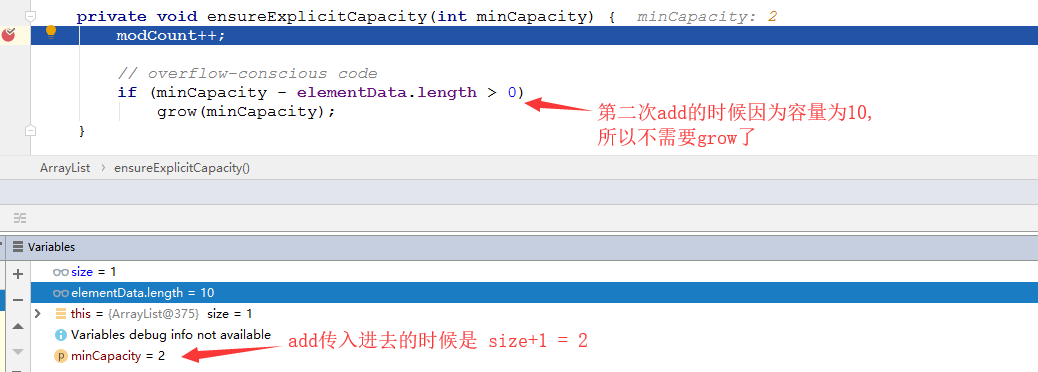 private void ensureExplicitCapacity(int minCapacity) {  minCapacity: 2
modCount++;
// overflow-conscious code
if (minCapacity - elementData.length > 0)
grow(minCapacity);
}
第二次add的时候因为容量为10,
所以不需要grow了
ArrayList > ensureExplicitCapacity()
Variables
size = 1
elementData.length = 10
this = {ArrayList@375} size = 1
Variables debug info not available
minCapacity = 2
add传入进去的时候是 size+1 = 2